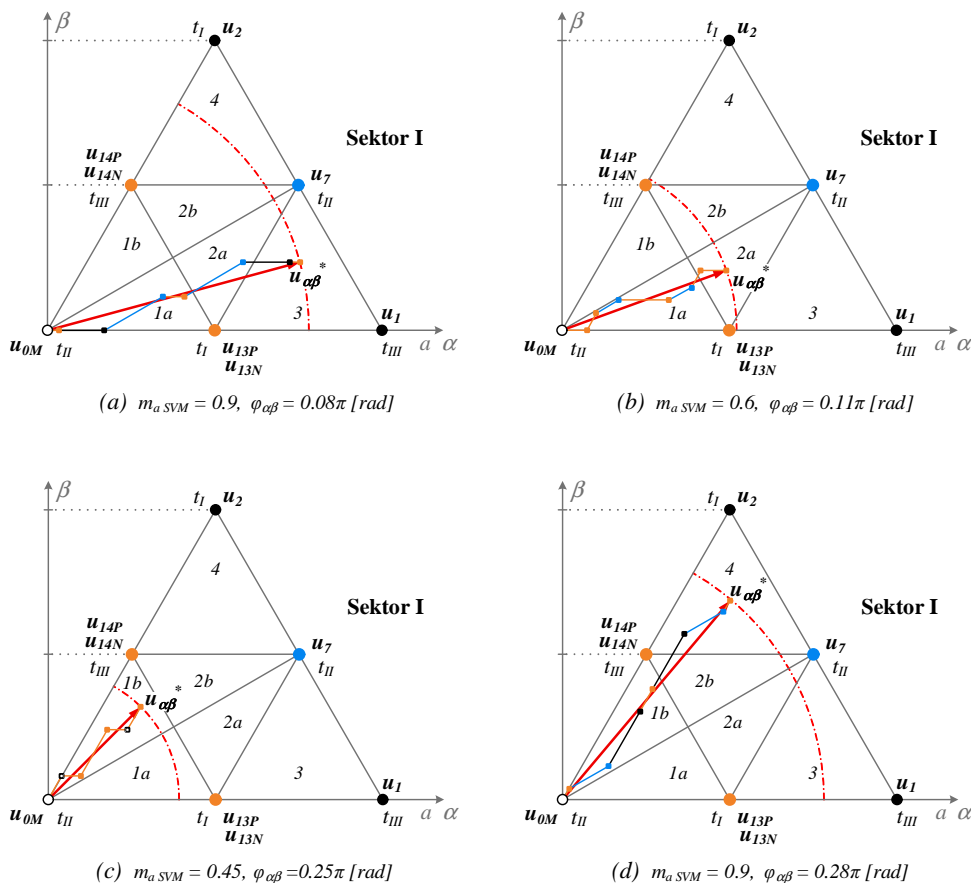 β
t_I u_2
4
Sektor I
u_14P
u_14N
t_III
u_7
t_II
2b
1b
2a
u_αβ*
1a
3
u_1
u_0M
t_II
t_I
u_13P
u_13N
a α
t_III
(a) m_a SVM = 0.9, φ_αβ = 0.08π [rad]
β
t_I u_2
4
Sektor I
u_14P
u_14N
t_III
u_7
t_II
2b
1b
2a
u_αβ*
1a
3
u_1
u_0M
t_II
t_I
u_13P
u_13N
a α
t_III
(b) m_a SVM = 0.6, φ_αβ = 0.11π [rad]
β
t_I u_2
4
Sektor I
u_14P
u_14N
t_III
u_7
t_II
1b
2b
u_αβ*
2a
1a
3
u_1
u_0M
t_II
t_I
u_13P
u_13N
a α
t_III
(c) m_a SVM = 0.45, φ_αβ =0.25π [rad]
β
t_I u_2
4
u_αβ*
Sektor I
u_14P
u_14N
t_III
u_7
t_II
2b
1b
2a
1a
3
u_1
u_0M
t_II
t_I
u_13P
u_13N
a α
t_III
(d) m_a SVM = 0.9, φ_αβ = 0.28π [rad]